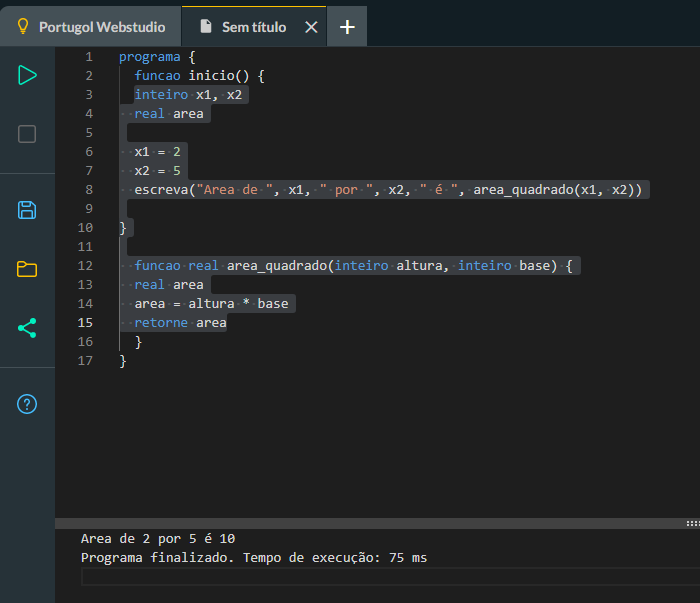 Portugol Webstudio Sem título
1 programa {
2 funcao inicio() {
3 inteiro x1, x2
4 real area
5
6 x1 = 2
7 x2 = 5
8 escreva("Area de ", x1, " por ", x2, " é ", area_quadrado(x1, x2))
9
10 }
11
12 funcao real area_quadrado(inteiro altura, inteiro base) {
13 real area
14 area = altura * base
15 retorne area
16 }
17 }
Area de 2 por 5 é 10
Programa finalizado. Tempo de execução: 75 ms